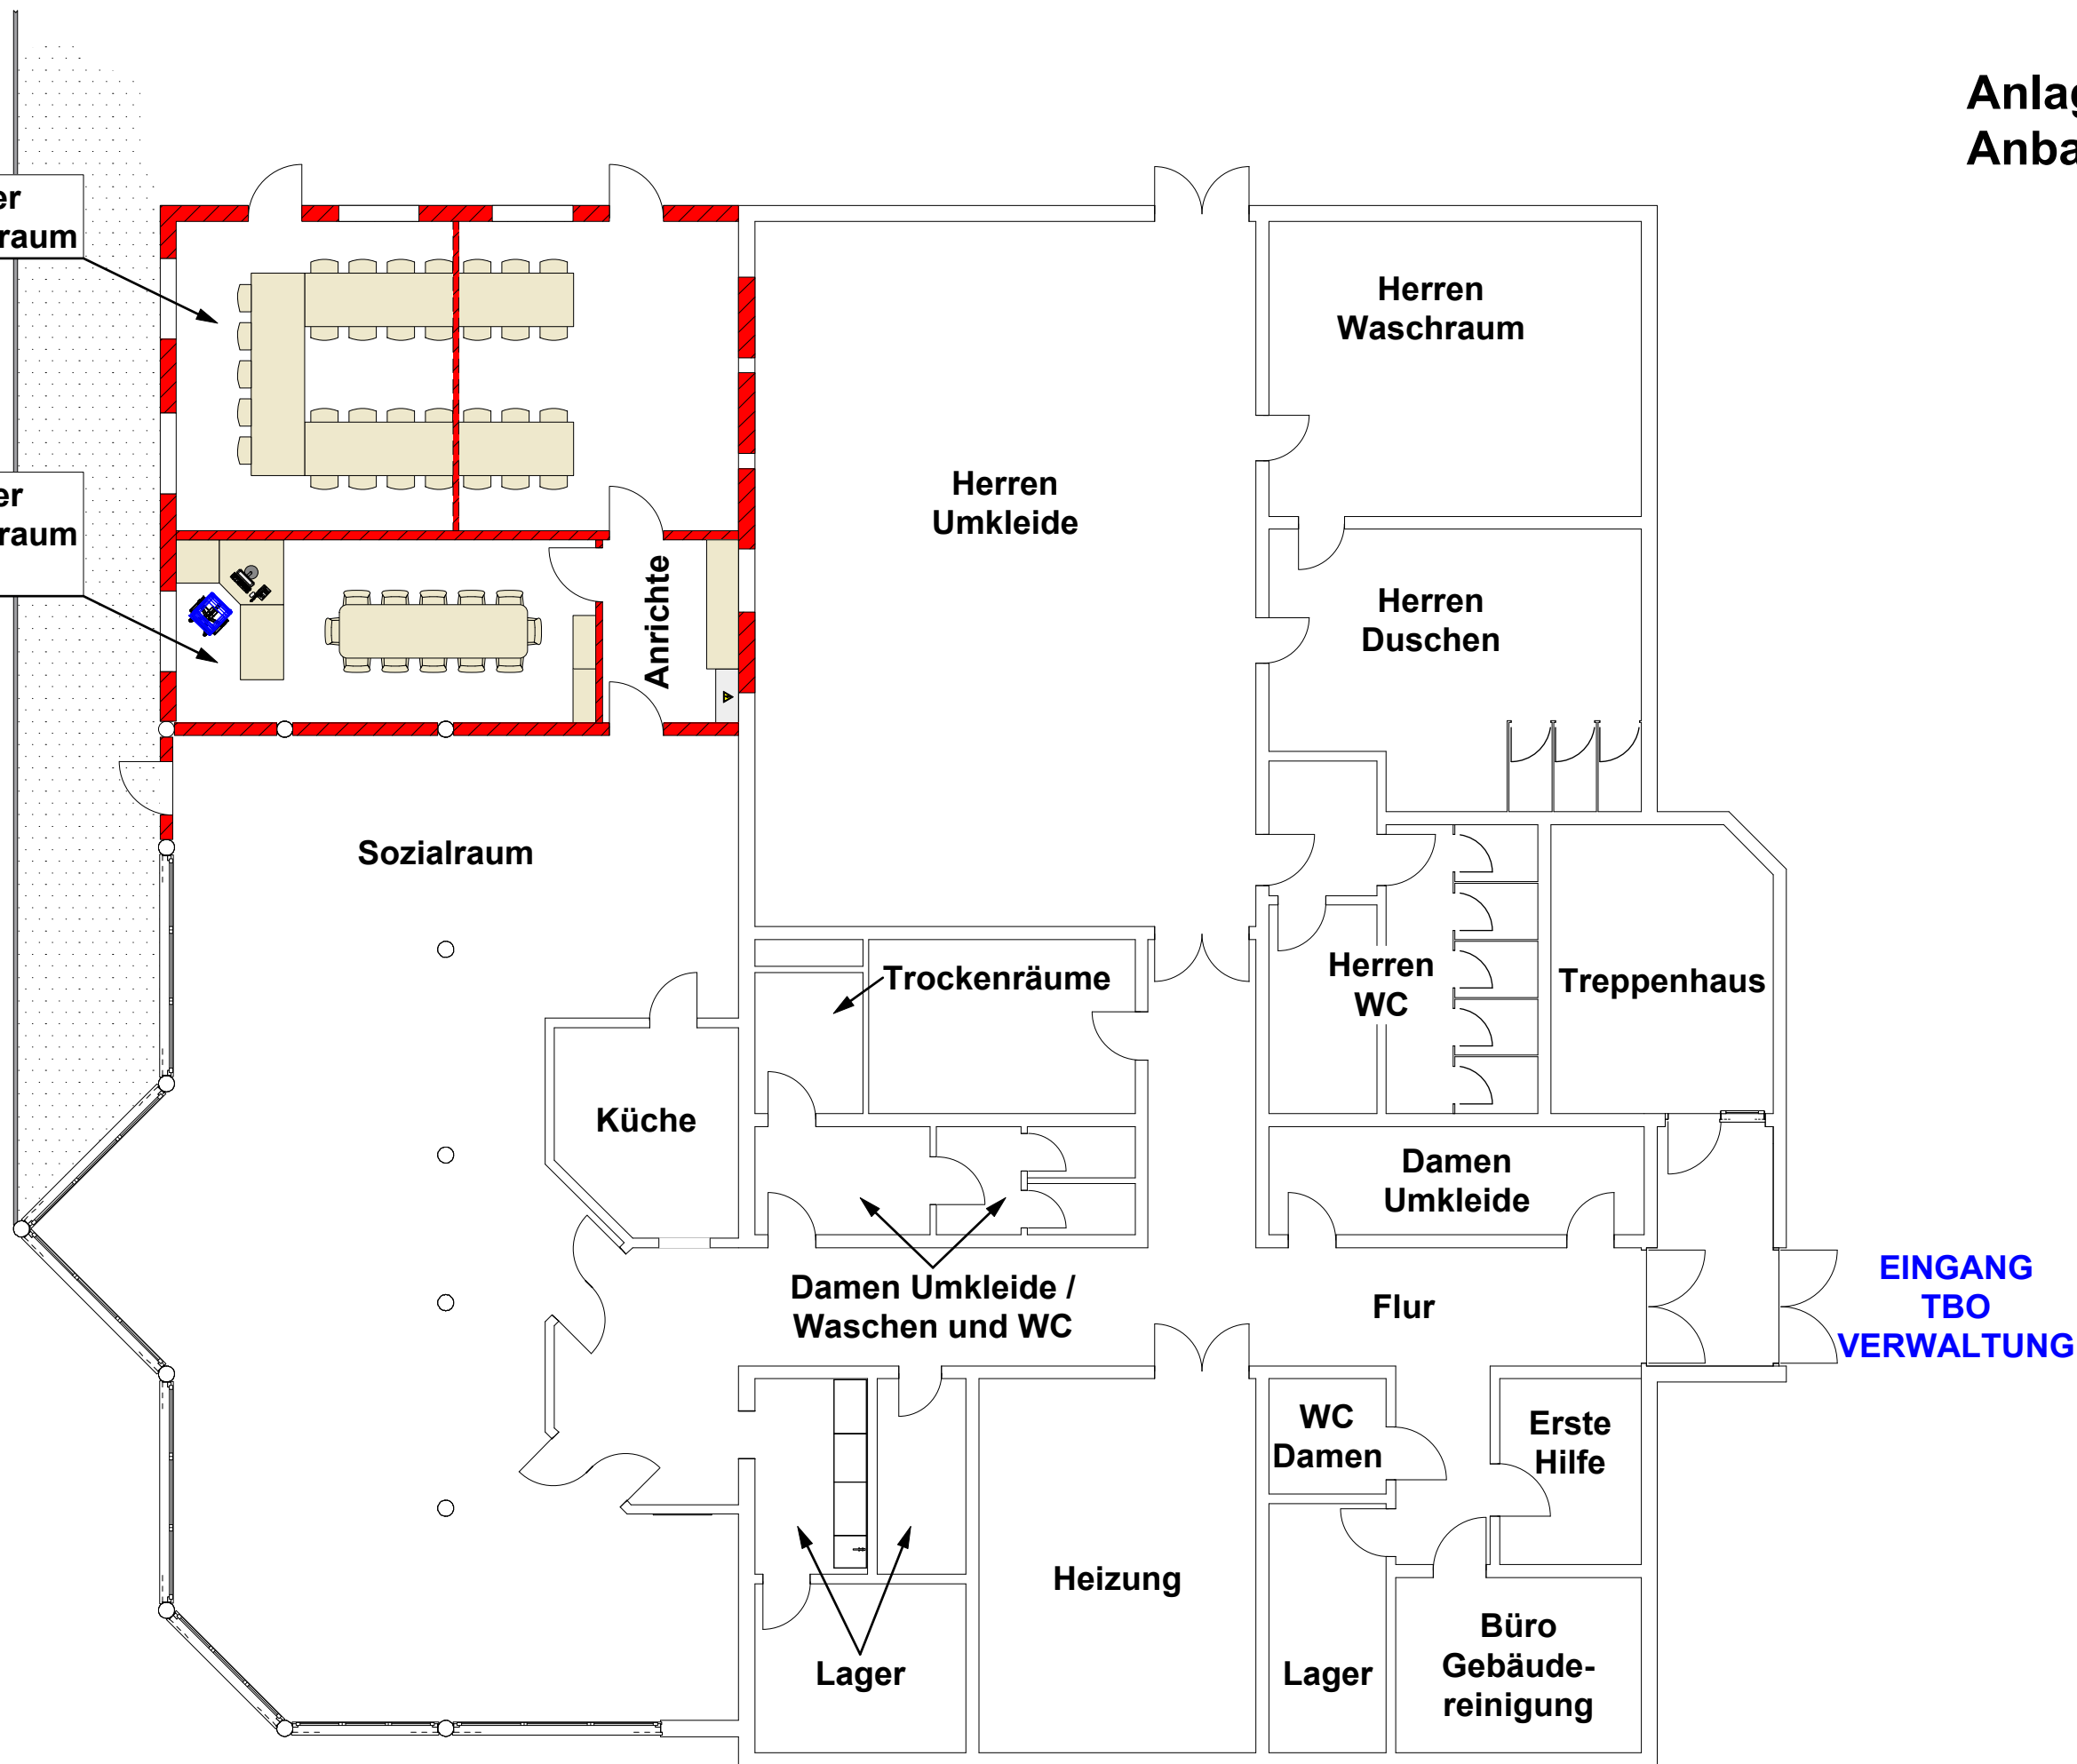 Herren
Waschraum
Herren
Umkleide
Anrichte
Herren
Duschen
Sozialraum
Trockenräume
Herren
WC
Treppenhaus
Küche
Damen
Umkleide
Damen Umkleide /
Waschen und WC
Flur
EINGANG
TBO
VERWALTUNG
WC
Damen
Erste
Hilfe
Heizung
Lager
Lager
Büro
Gebäude-
reinigung